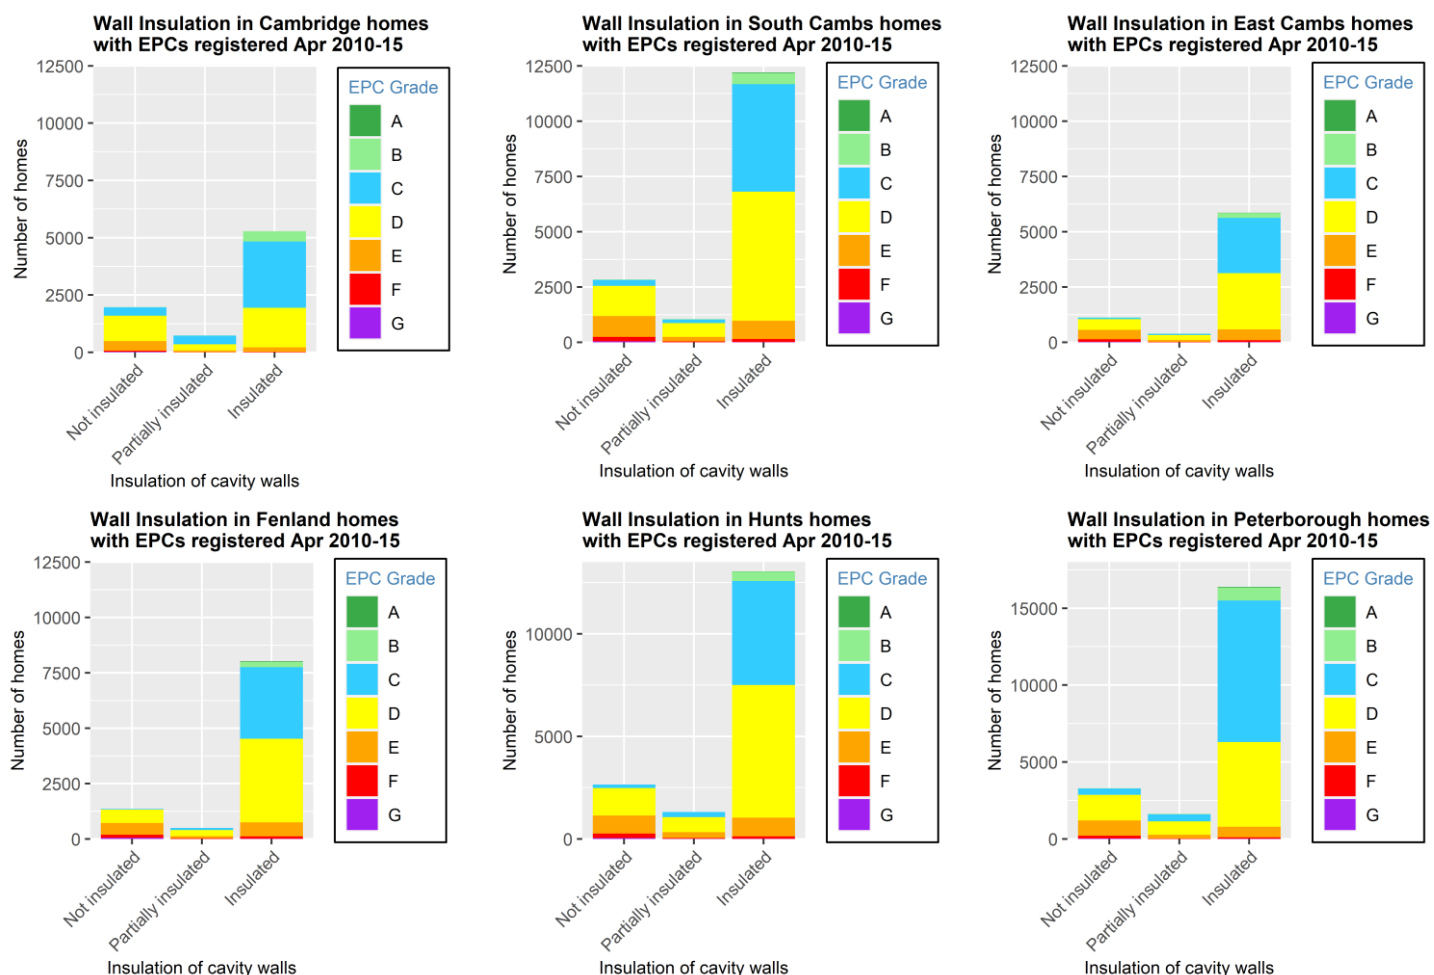 Wall Insulation in Cambridge homes
with EPCs registered Apr 2010-15
12500
10000
7500
5000
2500
0
Number of homes
Not insulated
Partially insulated
Insulated
Insulation of cavity walls
EPC Grade
A
B
C
D
E
F
G
Wall Insulation in South Cambs homes
with EPCs registered Apr 2010-15
12500
10000
7500
5000
2500
0
Number of homes
Not insulated
Partially insulated
Insulated
Insulation of cavity walls
EPC Grade
A
B
C
D
E
F
G
Wall Insulation in East Cambs homes
with EPCs registered Apr 2010-15
12500
10000
7500
5000
2500
0
Number of homes
Not insulated
Partially insulated
Insulated
Insulation of cavity walls
EPC Grade
A
B
C
D
E
F
G
Wall Insulation in Fenland homes
with EPCs registered Apr 2010-15
12500
10000
7500
5000
2500
0
Number of homes
Not insulated
Partially insulated
Insulated
Insulation of cavity walls
EPC Grade
A
B
C
D
E
F
G
Wall Insulation in Hunts homes
with EPCs registered Apr 2010-15
10000
5000
0
Number of homes
Not insulated
Partially insulated
Insulated
Insulation of cavity walls
EPC Grade
A
B
C
D
E
F
G
Wall Insulation in Peterborough homes
with EPCs registered Apr 2010-15
15000
10000
5000
0
Number of homes
Not insulated
Partially insulated
Insulated
Insulation of cavity walls
EPC Grade
A
B
C
D
E
F
G